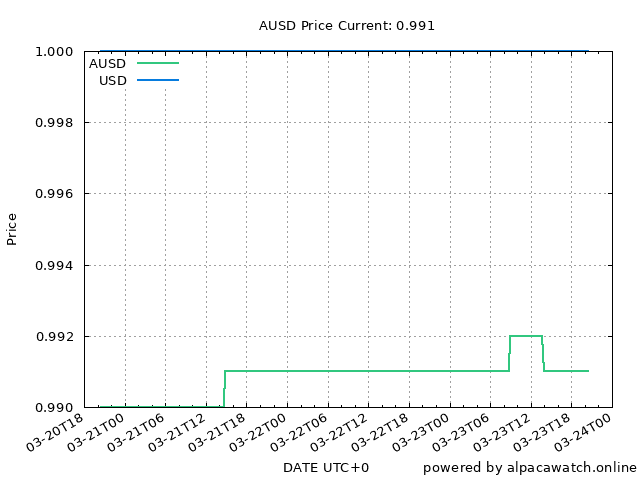 AUSD Price Current: 0.991
1.000
AUSD
USD
0.998
0.996
Price
0.994
0.992
0.990
03-20T18
03-21T00
03-21T06
03-21T12
03-21T18
03-22T00
03-22T06
03-22T12
03-22T18
03-23T00
03-23T06
03-23T12
03-23T18
03-24T00
DATE UTC+0
powered by alpacawatch.online